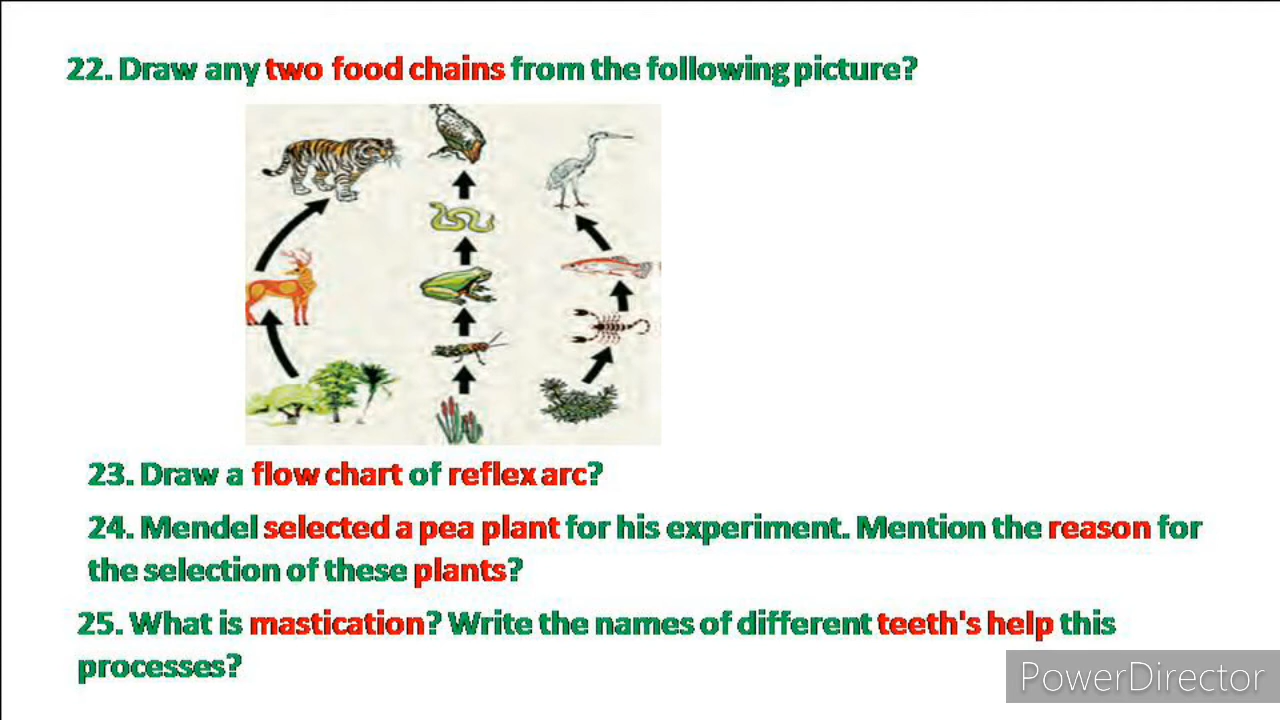 22. Draw any two food chains from the following picture?
23. Draw a flow chart of reflex arc?
24. Mendel selected a pea plant for his experiment. Mention the reason for
the selection of these plants?
25. What is mastication? Write the names of different teeth's help this
processes?
PowerDirector